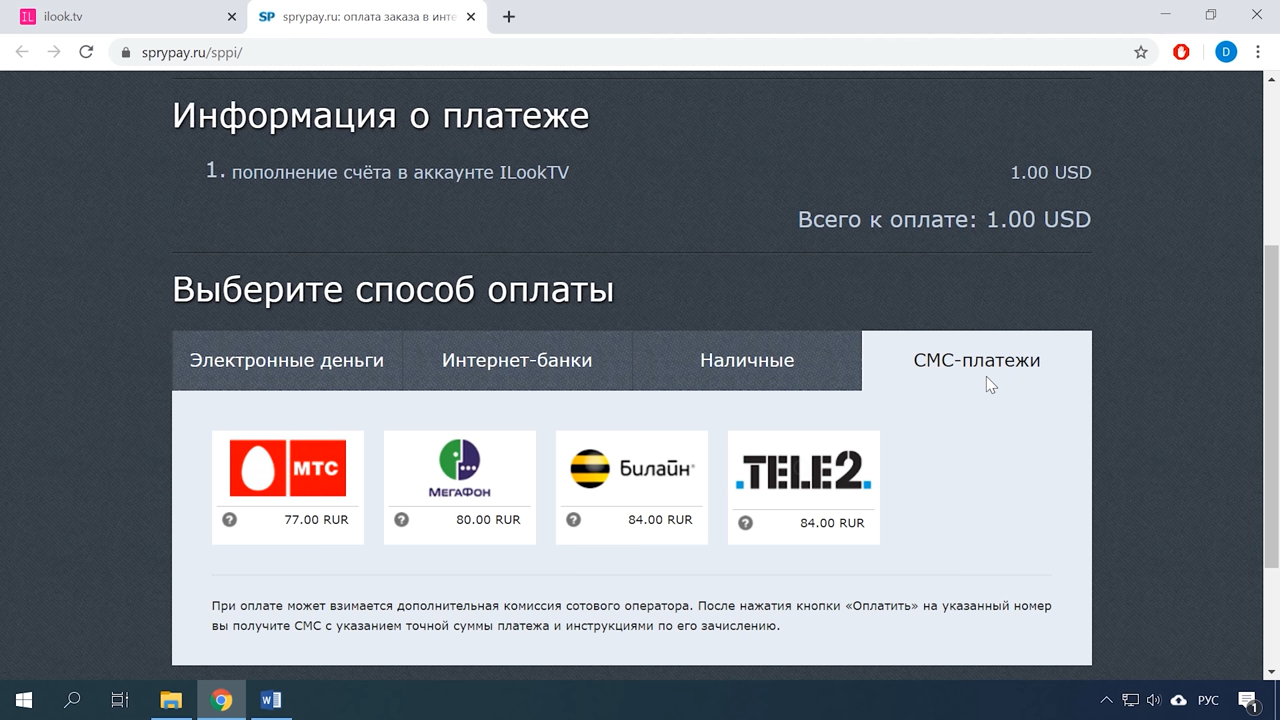 ilook.tv
sprypay.ru: оплата заказа в инте
sprypay.ru/sppi/
D
Информация о платеже
1. пополнение счёта в аккаунте ILookTV 1.00 USD
Всего к оплате: 1.00 USD
Выберите способ оплаты
Электронные деньги Интернет-банки Наличные СМС-платежи
МТС МЕГАФОН Билайн TELE2
77.00 RUR 80.00 RUR 84.00 RUR 84.00 RUR
При оплате может взимается дополнительная комиссия сотового оператора. После нажатия кнопки «Оплатить» на указанный номер
вы получите СМС с указанием точной суммы платежа и инструкциями по его зачислению.
РУС 1